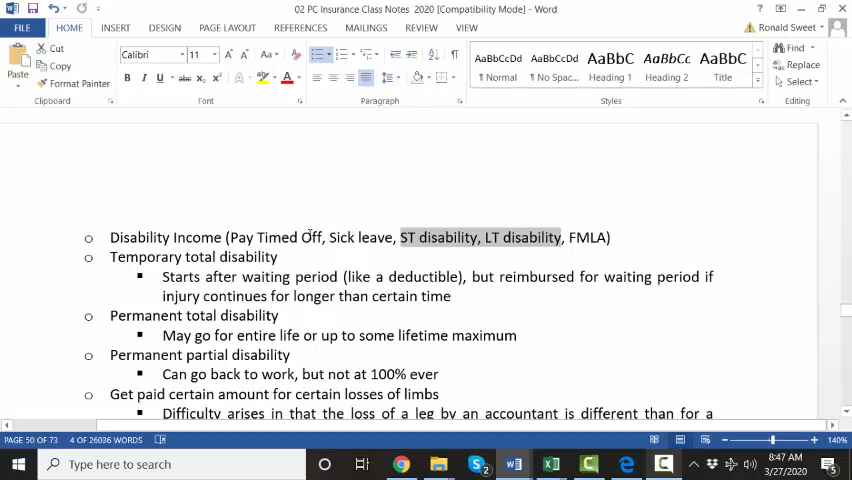 02 PC Insurance Class Notes 2020 [Compatibility Mode] - Word
FILE HOME INSERT DESIGN PAGE LAYOUT REFERENCES MAILINGS REVIEW VIEW Ronald Sweet
Paste
Cut
Copy
Format Painter
Clipboard
Calibri 11
B I U abc A A
Font
Paragraph
AaBbCcDd AaBbCcDd AaBbC AaBbCc AaBbC
¶ Normal ¶ No Spac... Heading 1 Heading 2 Title
Styles
Find
Replace
Select
Editing
o Disability Income (Pay Timed Off, Sick leave, ST disability, LT disability, FMLA)
o Temporary total disability
▪ Starts after waiting period (like a deductible), but reimbursed for waiting period if
injury continues for longer than certain time
o Permanent total disability
▪ May go for entire life or up to some lifetime maximum
o Permanent partial disability
▪ Can go back to work, but not at 100% ever
o Get paid certain amount for certain losses of limbs
▪ Difficulty arises in that the loss of a leg by an accountant is different than for a
PAGE 50 OF 73 4 OF 26036 WORDS 140%
Type here to search
2
8:47 AM
3/27/2020
5